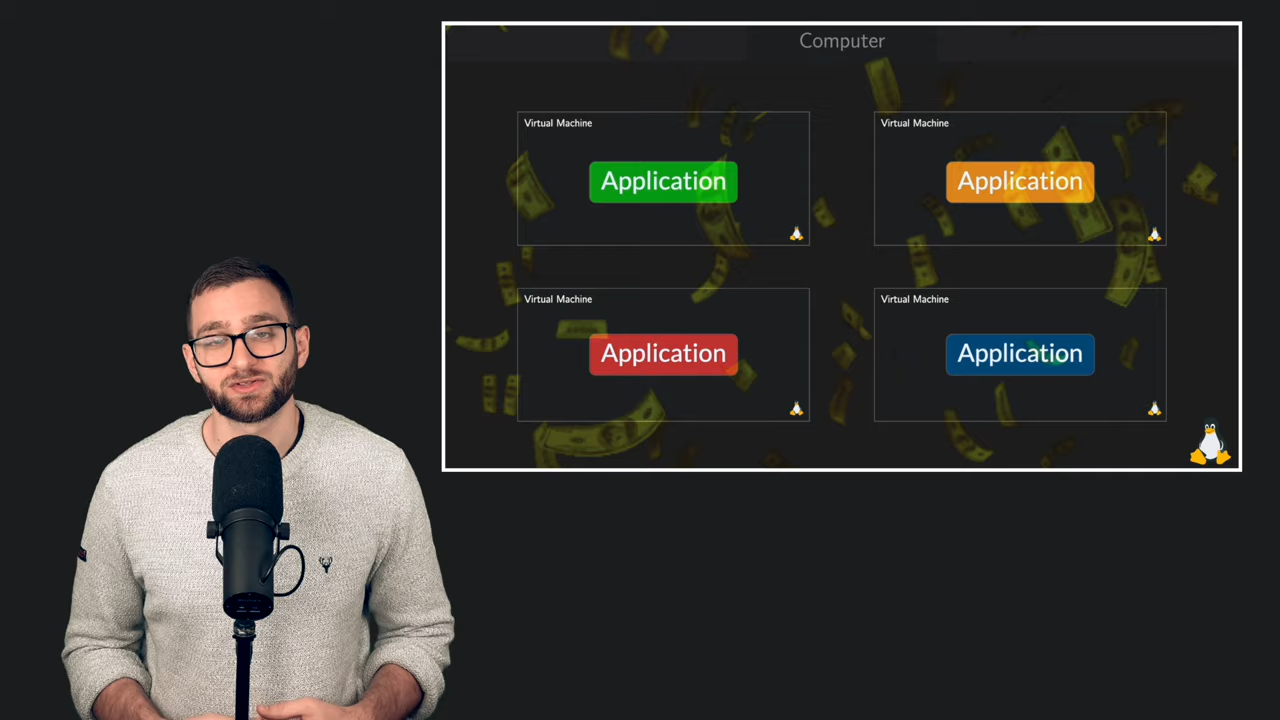 Computer
Virtual Machine
Application
Virtual Machine
Application
Virtual Machine
Application
Virtual Machine
Application